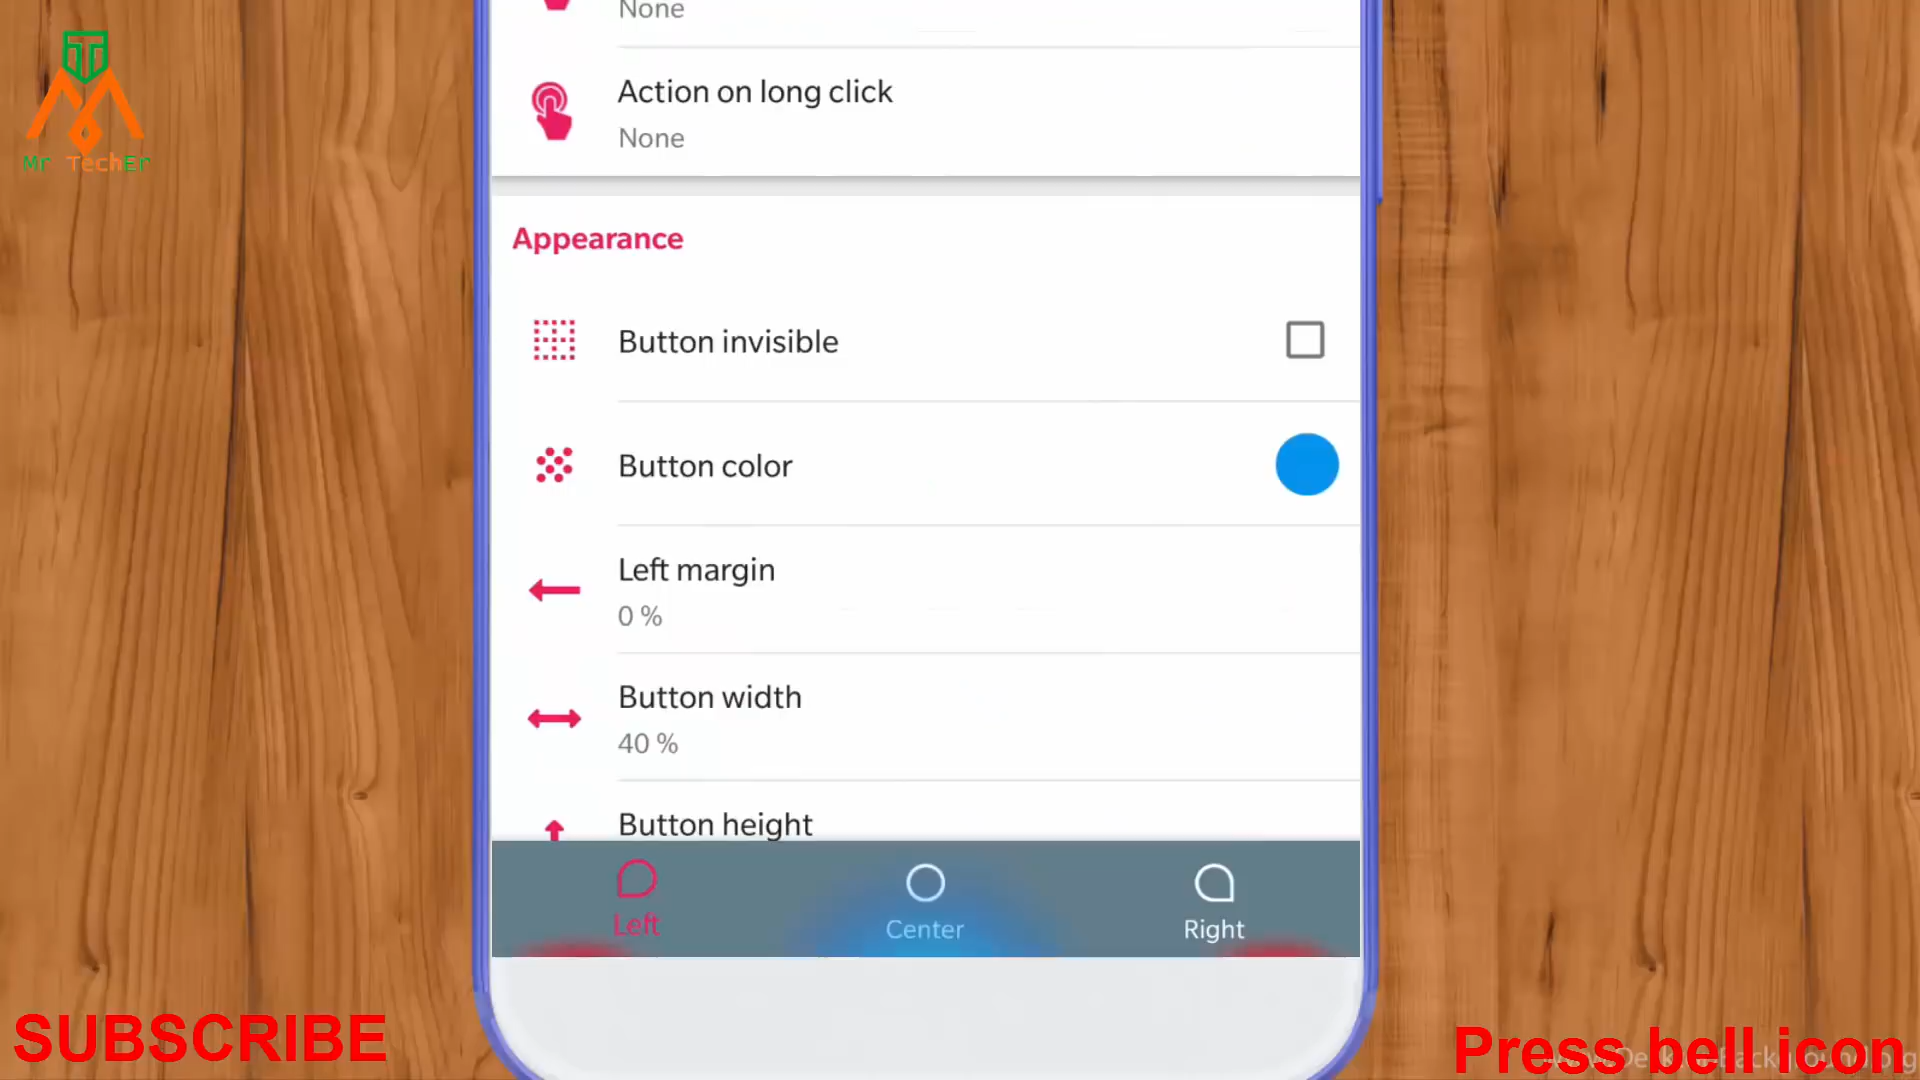 None
Action on long click
None
Mr TechEr
Appearance
Button invisible
Button color
Left margin
0 %
Button width
40 %
Button height
Left
Center
Right
SUBSCRIBE
Press bell icon